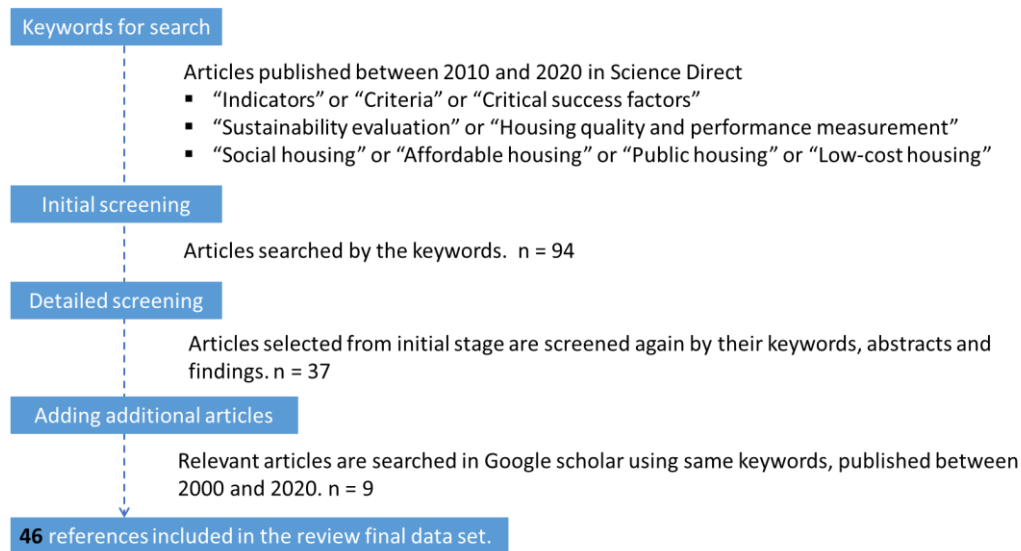 Keywords for search
Articles published between 2010 and 2020 in Science Direct
▪ “Indicators” or “Criteria” or “Critical success factors”
▪ “Sustainability evaluation” or “Housing quality and performance measurement”
▪ “Social housing” or “Affordable housing” or “Public housing” or “Low-cost housing”
Initial screening
Articles searched by the keywords.  n = 94
Detailed screening
Articles selected from initial stage are screened again by their keywords, abstracts and
findings. n = 37
Adding additional articles
Relevant articles are searched in Google scholar using same keywords, published between
2000 and 2020. n = 9
46 references included in the review final data set.